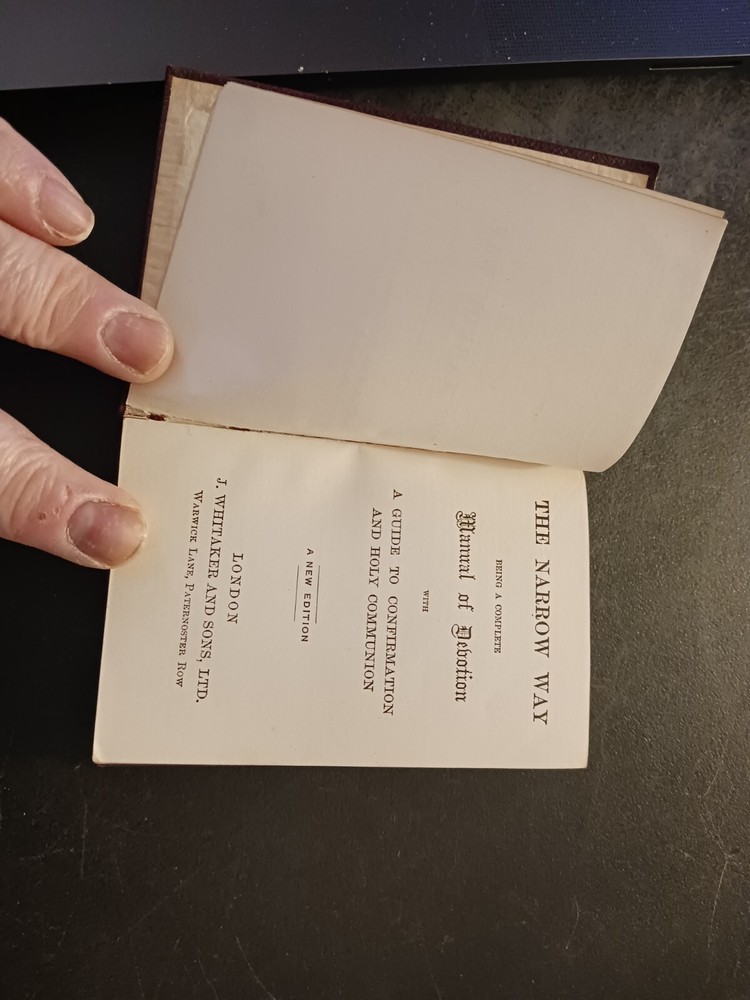 THE NARROW WAY
BEING A COMPLETE
Manual of Devotion
WITH
A GUIDE TO CONFIRMATION
AND HOLY COMMUNION
A NEW EDITION
LONDON
J. WHITAKER AND SONS, LTD.
WARWICK LANE, PATERNOSTER ROW